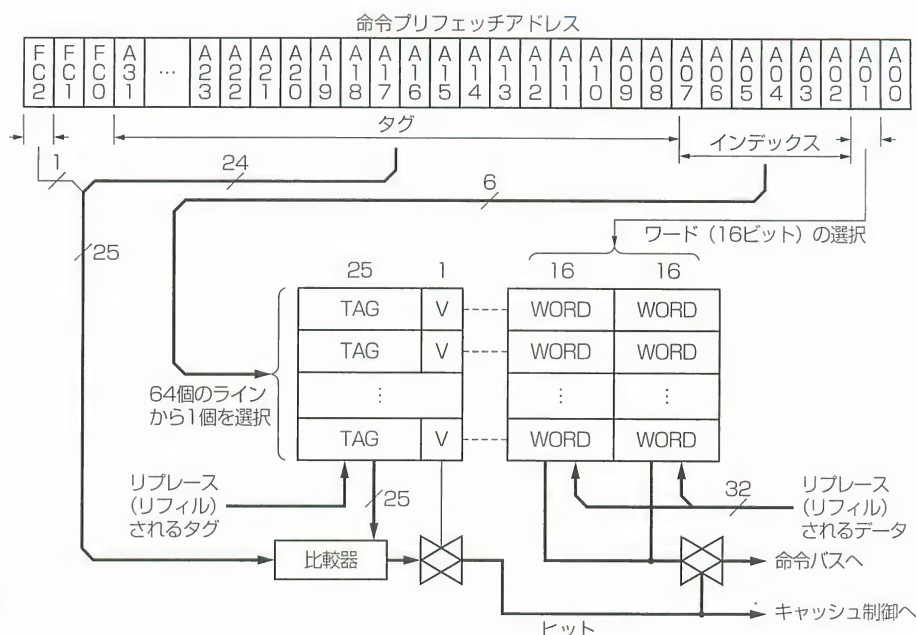 命令プリフェッチアドレス
FC2 FC1 FC0 A31 … A23 A22 A21 A20 A19 A18 A17 A16 A15 A14 A13 A12 A11 A10 A09 A08 A07 A06 A05 A04 A03 A02 A01 A00
タグ
インデックス
1
24
6
25
ワード（16ビット）の選択
25 1 16 16
TAG V WORD WORD
TAG V WORD WORD
⋮ ⋮ ⋮
TAG V WORD WORD
64個のライン
から1個を選択
リプレース
（リフィル）
されるタグ
25
32
リプレース
（リフィル）
されるデータ
比較器
命令バスへ
ヒット
キャッシュ制御へ